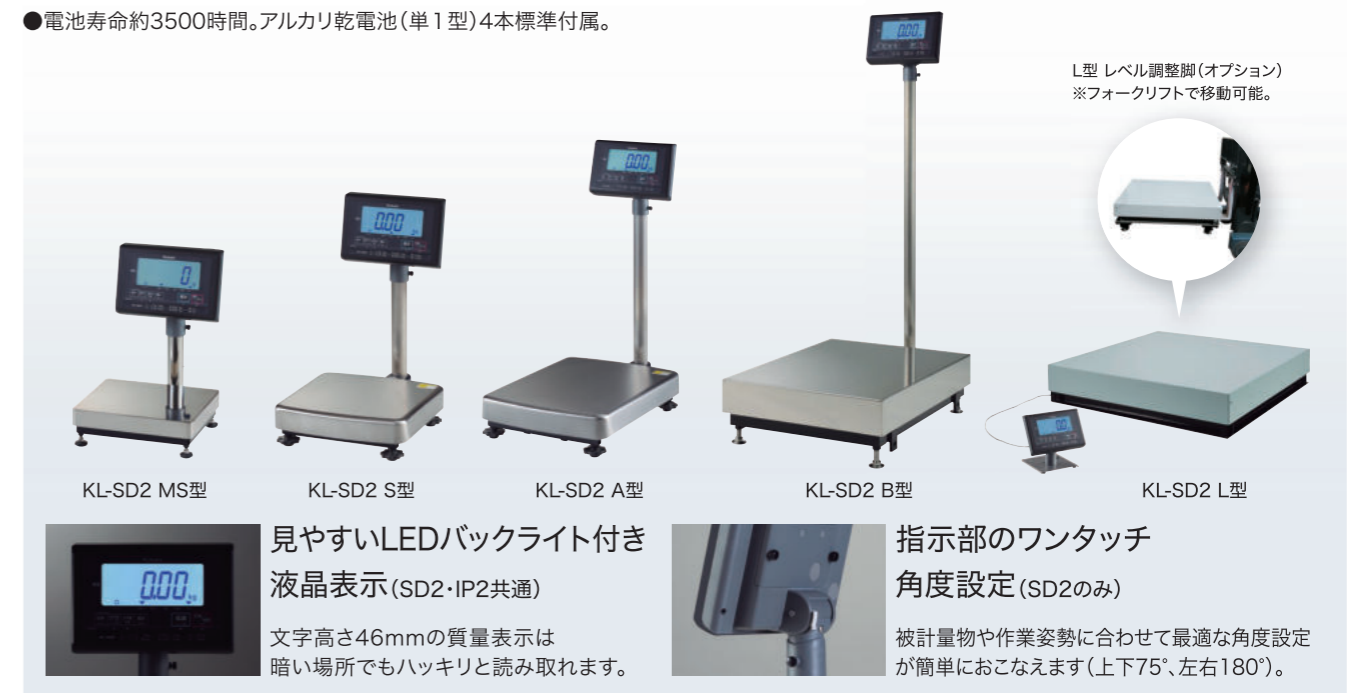 ●電池寿命約3500時間。アルカリ乾電池(単1型)4本標準付属。
L型 レベル調整脚(オプション)
※フォークリフトで移動可能。
0
0.00
0.00
0.00
KL-SD2 MS型
KL-SD2 S型
KL-SD2 A型
KL-SD2 B型
KL-SD2 L型
0.00
見やすいLEDバックライト付き
液晶表示(SD2・IP2共通)
文字高さ46mmの質量表示は
暗い場所でもハッキリと読み取れます。
指示部のワンタッチ
角度設定(SD2のみ)
被計量物や作業姿勢に合わせて最適な角度設定
が簡単におこなえます(上下75°、左右180°)。